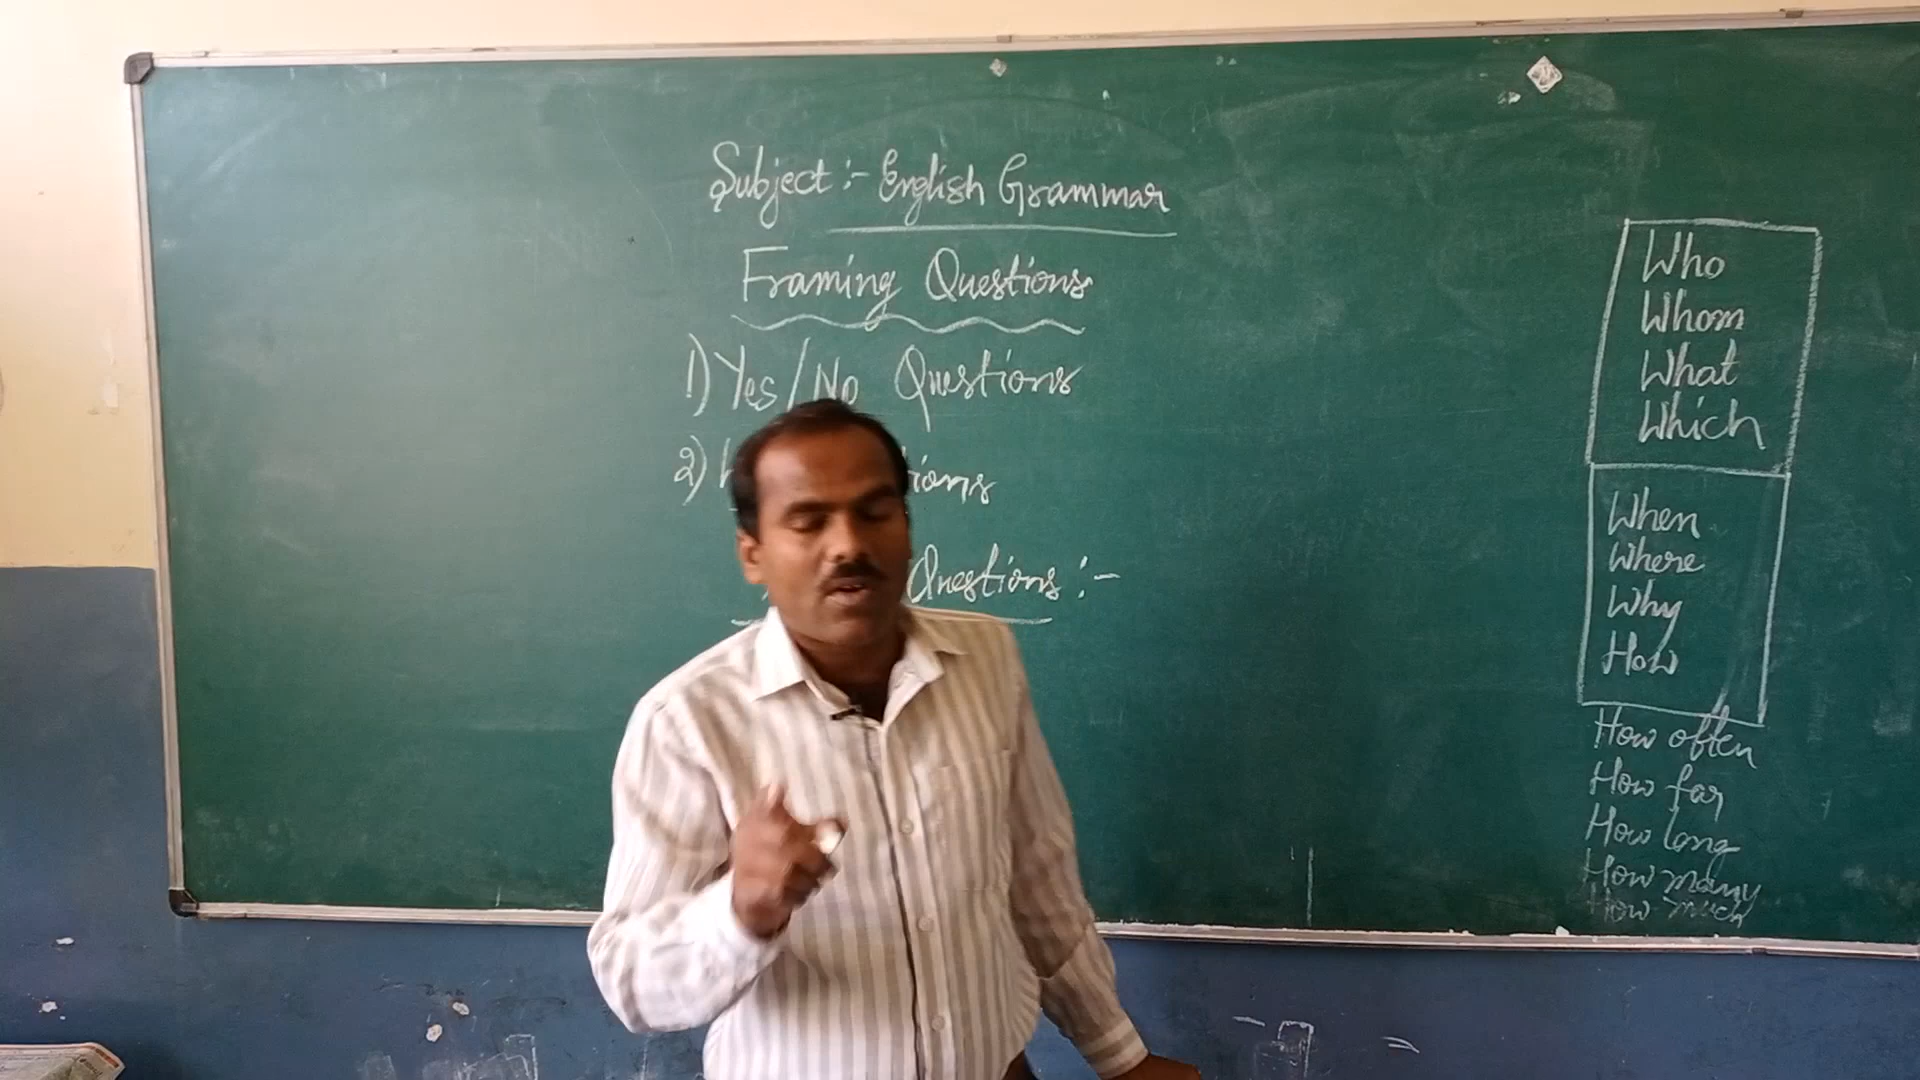 Subject :- English Grammar
Framing Questions
1) Yes/No Questions
2)
Questions :-
Who
Whom
What
Which
When
Where
Why
How
How often
How far
How long
How many
How much